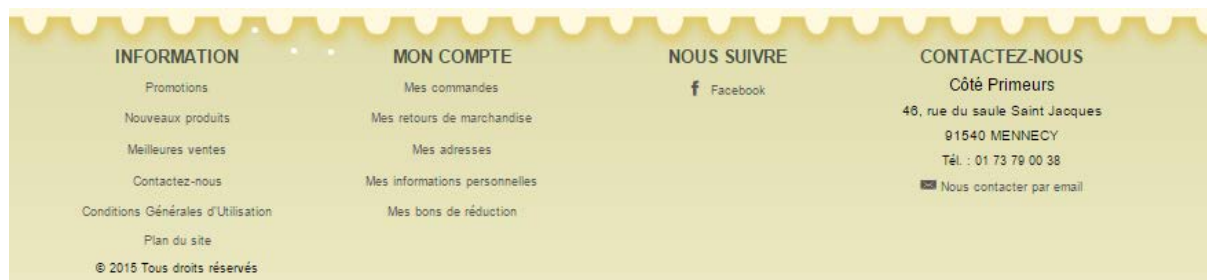 INFORMATION
Promotions
Nouveaux produits
Meilleures ventes
Contactez-nous
Conditions Générales d'Utilisation
Plan du site
© 2015 Tous droits réservés
MON COMPTE
Mes commandes
Mes retours de marchandise
Mes adresses
Mes informations personnelles
Mes bons de réduction
NOUS SUIVRE
Facebook
CONTACTEZ-NOUS
Côté Primeurs
46, rue du saule Saint Jacques
91540 MENNECY
Tél. : 01 73 79 00 38
Nous contacter par email